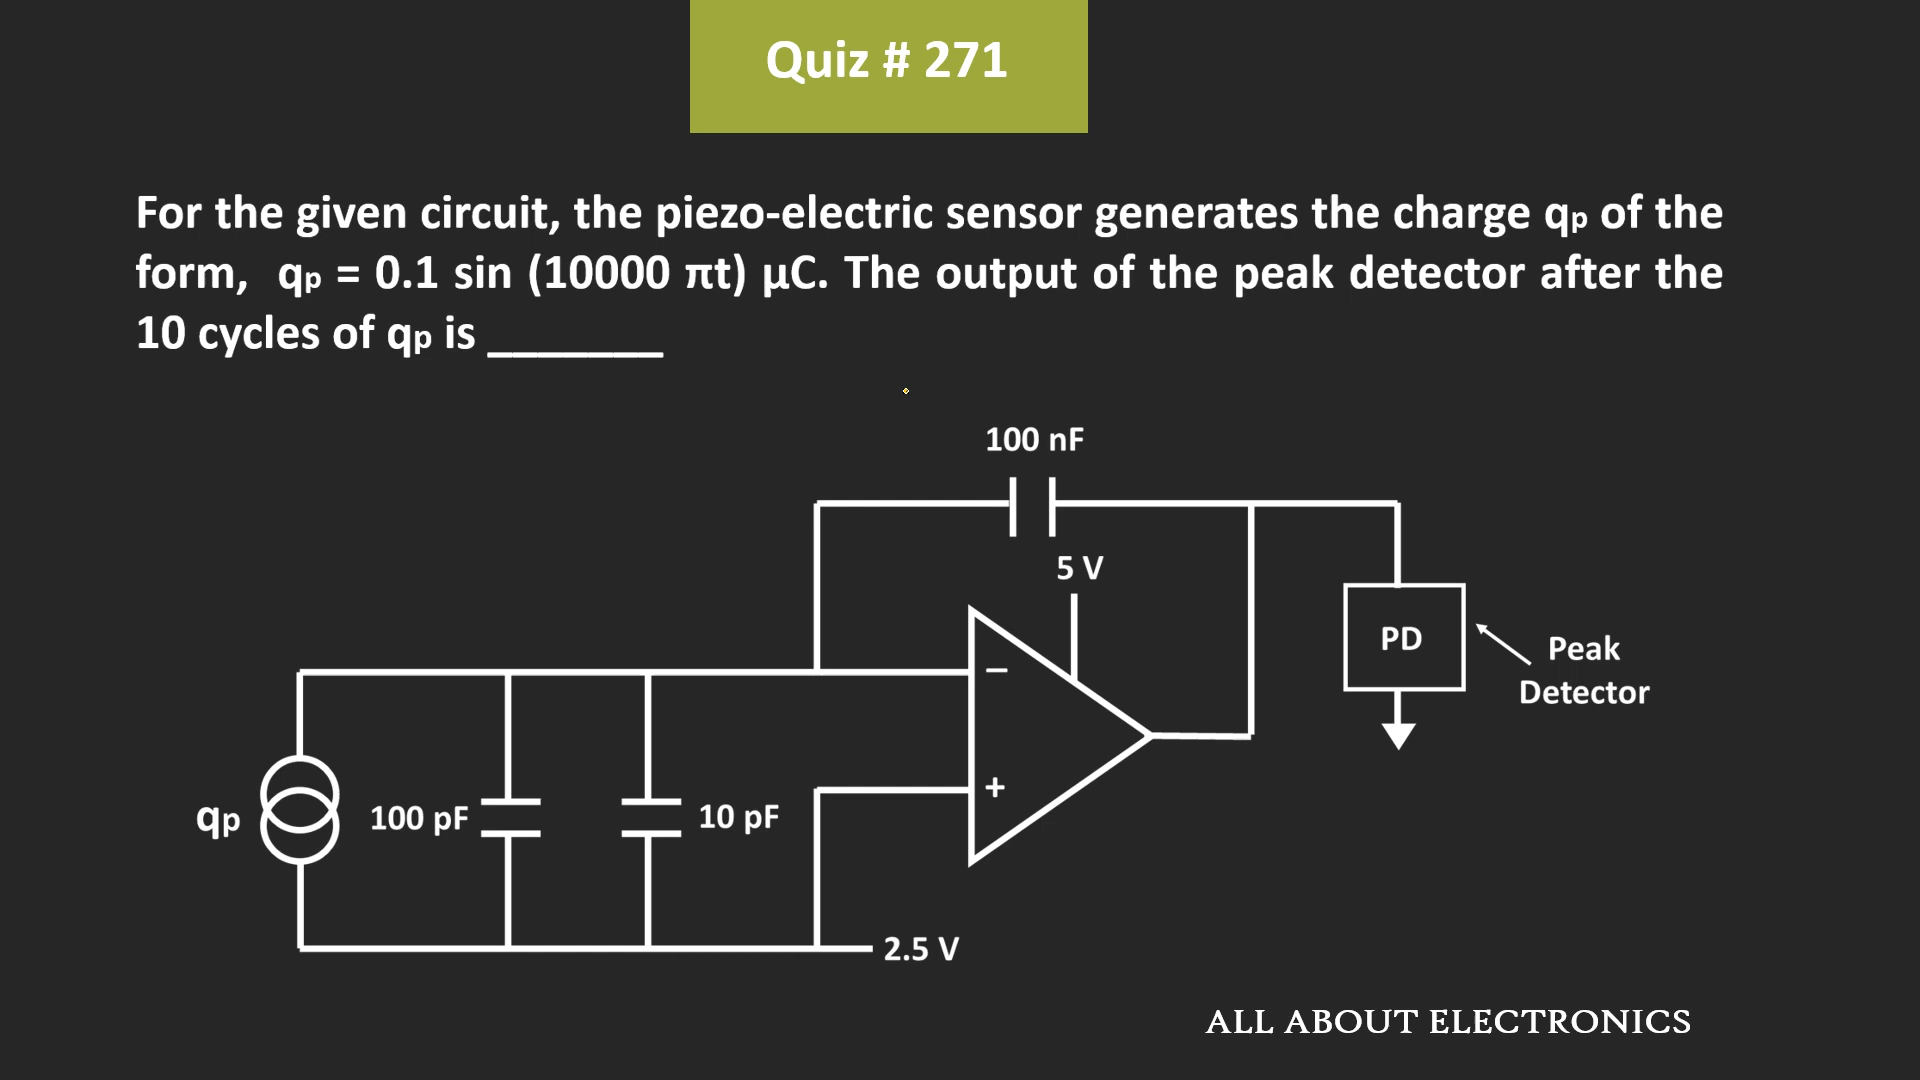 Quiz # 271
For the given circuit, the piezo-electric sensor generates the charge qp of the
form, qp = 0.1 sin (10000 πt) μC. The output of the peak detector after the
10 cycles of qp is _______
100 nF
5 V
PD
Peak
Detector
−
+
qp
100 pF
10 pF
2.5 V
ALL ABOUT ELECTRONICS